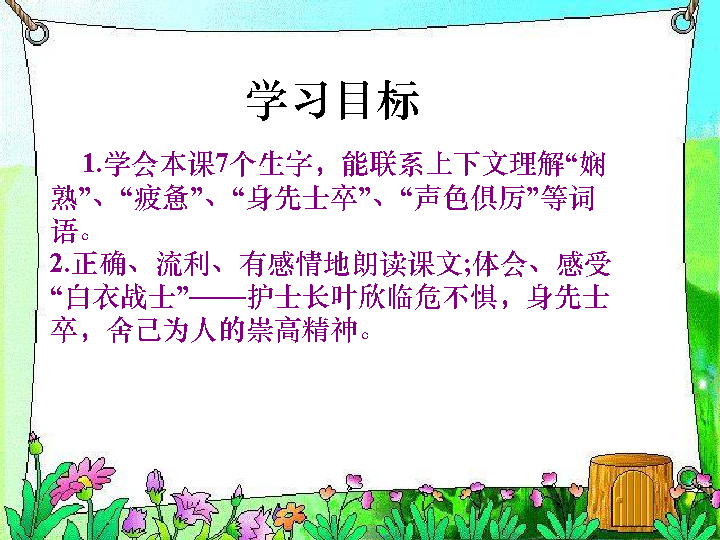 学习目标
1.学会本课7个生字，能联系上下文理解“娴
熟”、“疲惫”、“身先士卒”、“声色俱厉”等词
语。
2.正确、流利、有感情地朗读课文;体会、感受
“白衣战士”——护士长叶欣临危不惧，身先士
卒，舍己为人的崇高精神。